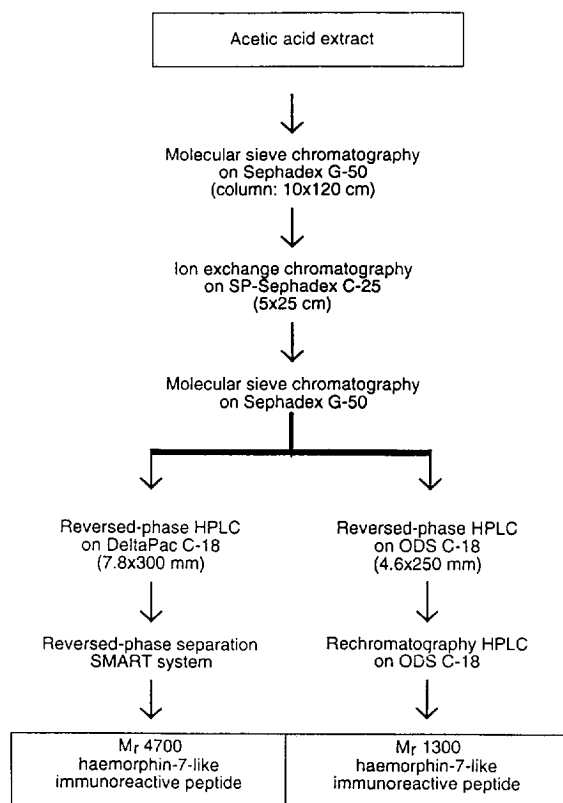 Acetic acid extract
Molecular sieve chromatography
on Sephadex G-50
(column: 10x120 cm)
Ion exchange chromatography
on SP-Sephadex C-25
(5x25 cm)
Molecular sieve chromatography
on Sephadex G-50
Reversed-phase HPLC
on DeltaPac C-18
(7.8x300 mm)
Reversed-phase separation
SMART system
Mr 4700
haemorphin-7-like
immunoreactive peptide
Reversed-phase HPLC
on ODS C-18
(4.6x250 mm)
Rechromatography HPLC
on ODS C-18
Mr 1300
haemorphin-7-like
immunoreactive peptide